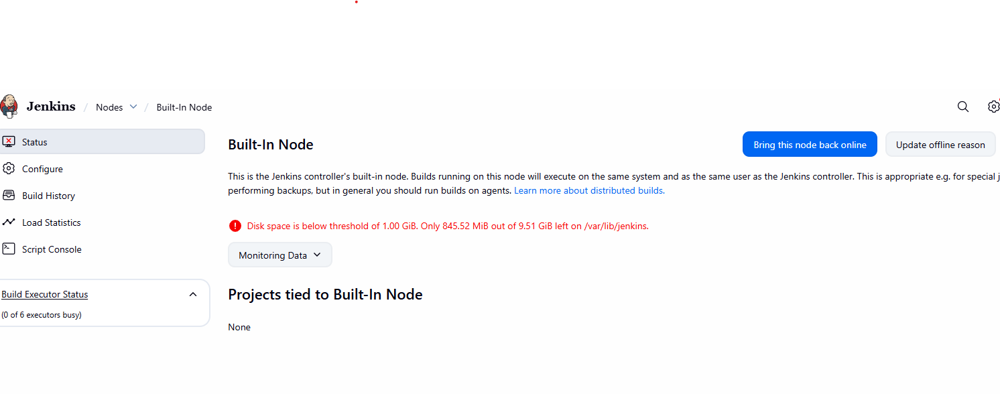 Jenkins / Nodes / Built-In Node
Status
Configure
Build History
Load Statistics
Script Console
Build Executor Status
(0 of 6 executors busy)
Built-In Node
Bring this node back online
Update offline reason
This is the Jenkins controller's built-in node. Builds running on this node will execute on the same system and as the same user as the Jenkins controller. This is appropriate e.g. for special j
performing backups, but in general you should run builds on agents. Learn more about distributed builds.
Disk space is below threshold of 1.00 GiB. Only 845.52 MiB out of 9.51 GiB left on /var/lib/jenkins.
Monitoring Data
Projects tied to Built-In Node
None